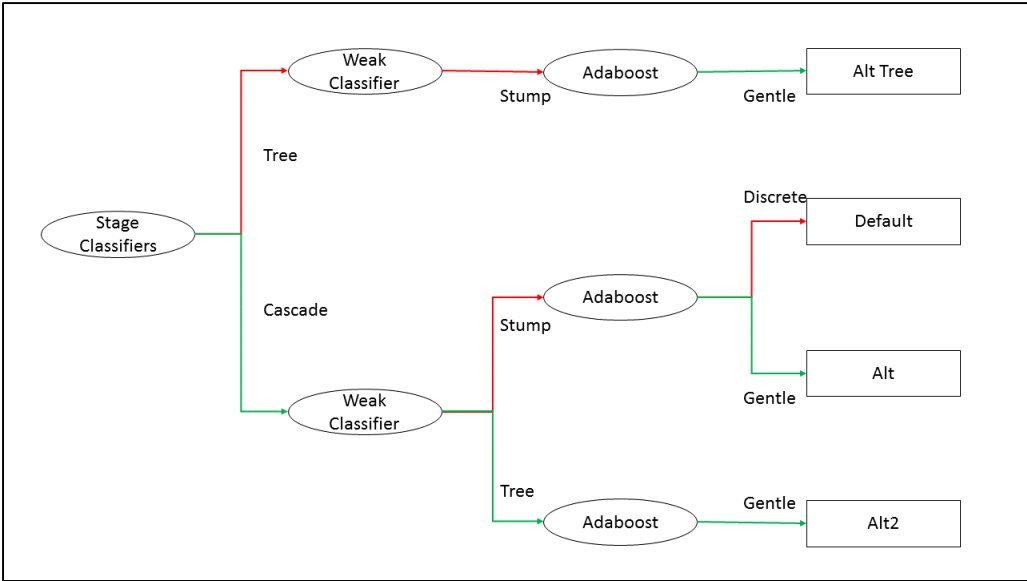 Weak
Classifier
Stump
Adaboost
Gentle
Alt Tree
Tree
Stage
Classifiers
Cascade
Discrete
Default
Stump
Adaboost
Gentle
Alt
Weak
Classifier
Tree
Adaboost
Gentle
Alt2